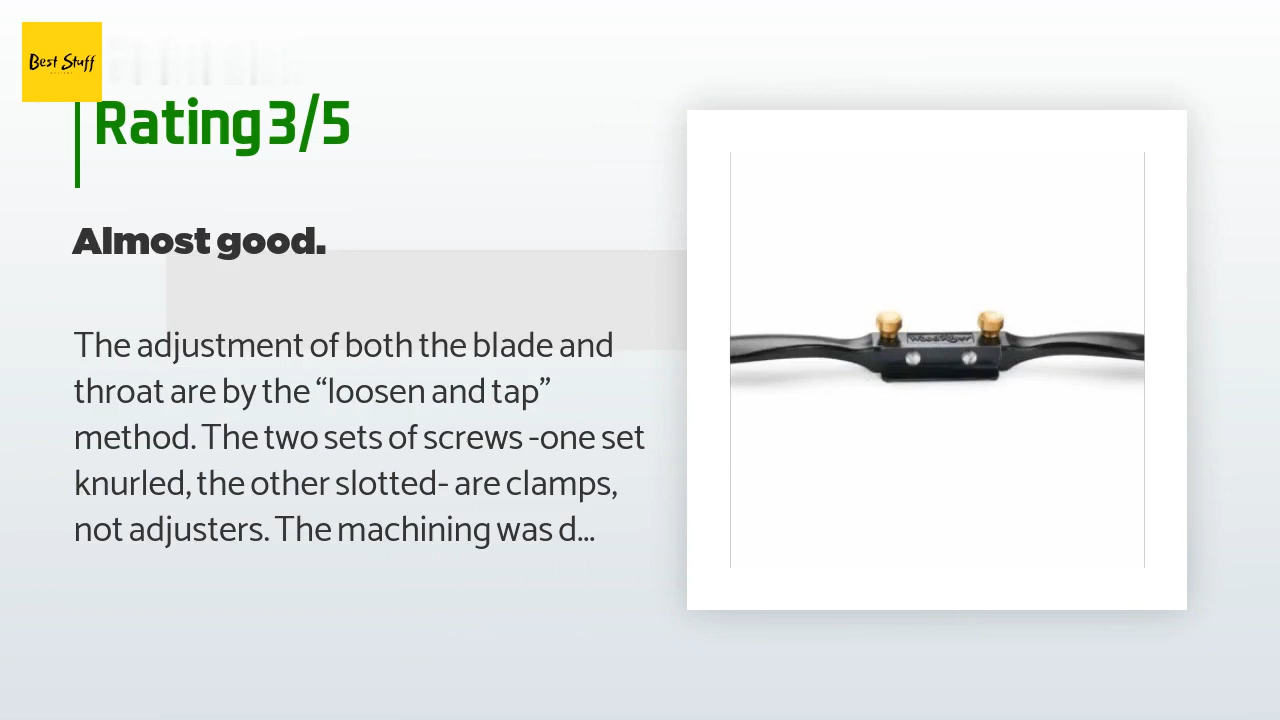 Best Stuff
Rating 3/5
Almost good.
The adjustment of both the blade and
throat are by the “loosen and tap”
method. The two sets of screws -one set
knurled, the other slotted- are clamps,
not adjusters. The machining was d...
WoodRiver